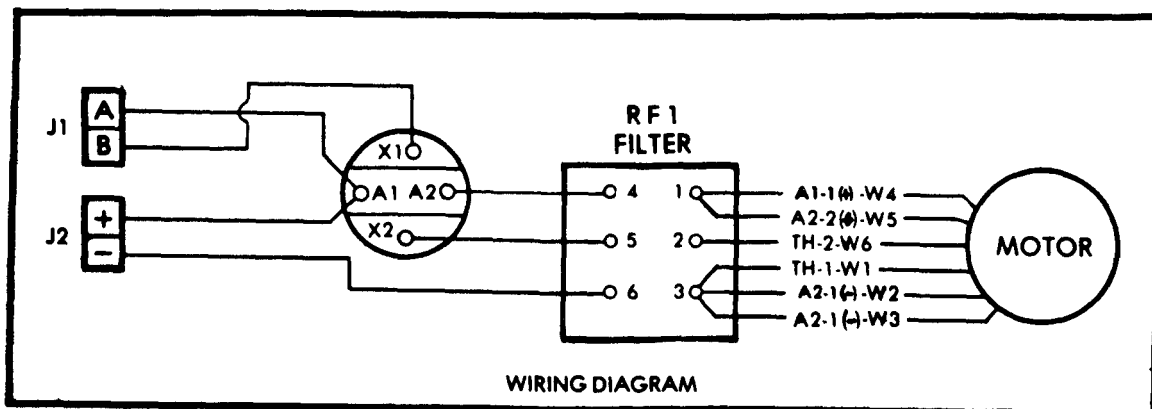 J1
A
B
J2
+
−
X1
A1 A2
X2
RF1
FILTER
4 1
5 2
6 3
A1-1(+)-W4
A2-2(+)-W5
TH-2-W6
TH-1-W1
A2-1(-)-W2
A2-1(-)-W3
MOTOR
WIRING DIAGRAM